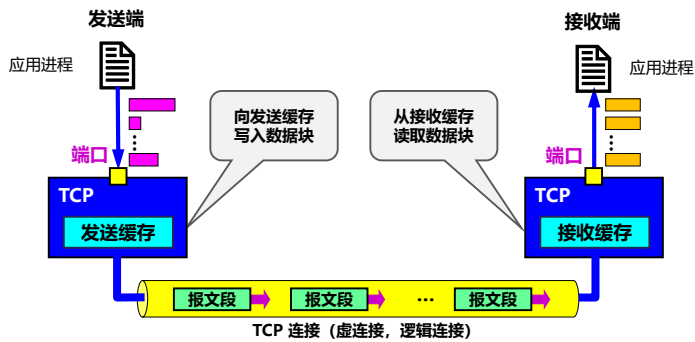 发送端
接收端
应用进程
应用进程
向发送缓存
写入数据块
从接收缓存
读取数据块
端口
端口
TCP
TCP
发送缓存
接收缓存
报文段
报文段
…
报文段
TCP 连接（虚连接，逻辑连接）